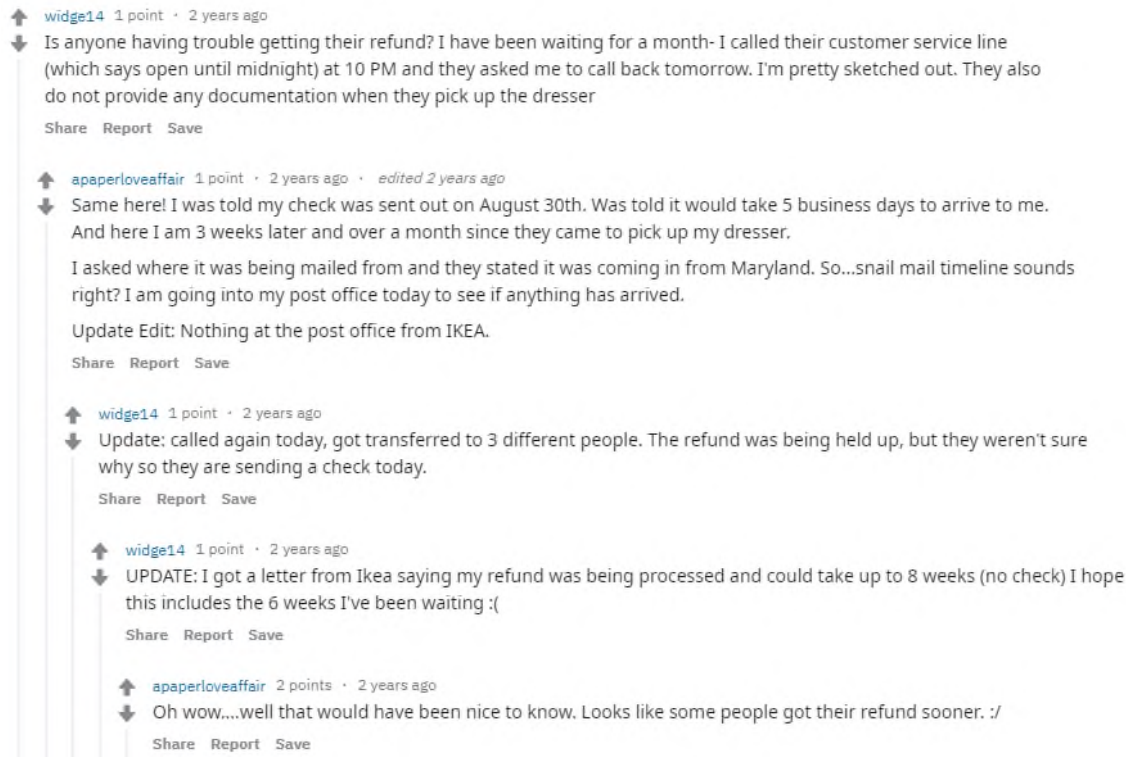 widge14 1 point · 2 years ago
Is anyone having trouble getting their refund? I have been waiting for a month- I called their customer service line
(which says open until midnight) at 10 PM and they asked me to call back tomorrow. I'm pretty sketched out. They also
do not provide any documentation when they pick up the dresser
Share Report Save
apaperloveaffair 1 point · 2 years ago · edited 2 years ago
Same here! I was told my check was sent out on August 30th. Was told it would take 5 business days to arrive to me.
And here I am 3 weeks later and over a month since they came to pick up my dresser.
I asked where it was being mailed from and they stated it was coming in from Maryland. So...snail mail timeline sounds
right? I am going into my post office today to see if anything has arrived.
Update Edit: Nothing at the post office from IKEA.
Share Report Save
widge14 1 point · 2 years ago
Update: called again today, got transferred to 3 different people. The refund was being held up, but they weren't sure
why so they are sending a check today.
Share Report Save
widge14 1 point · 2 years ago
UPDATE: I got a letter from Ikea saying my refund was being processed and could take up to 8 weeks (no check) I hope
this includes the 6 weeks I've been waiting :(
Share Report Save
apaperloveaffair 2 points · 2 years ago
Oh wow....well that would have been nice to know. Looks like some people got their refund sooner. :/
Share Report Save